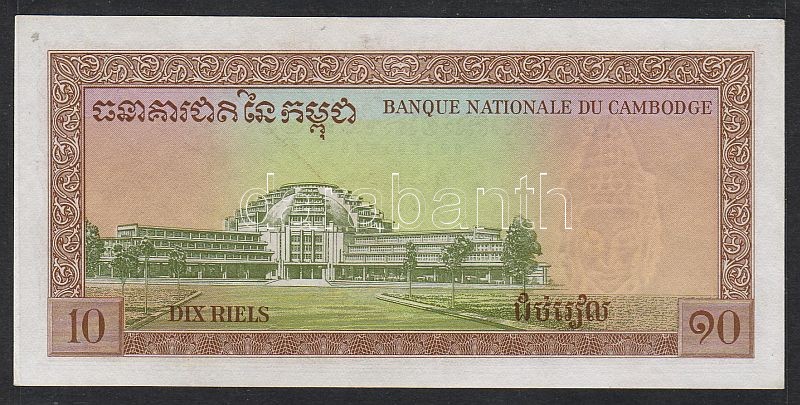 ធនាគារជាតិនៃកម្ពុជា
BANQUE NATIONALE DU CAMBODGE
darabanth
10
DIX RIELS
ដប់រៀល
១០